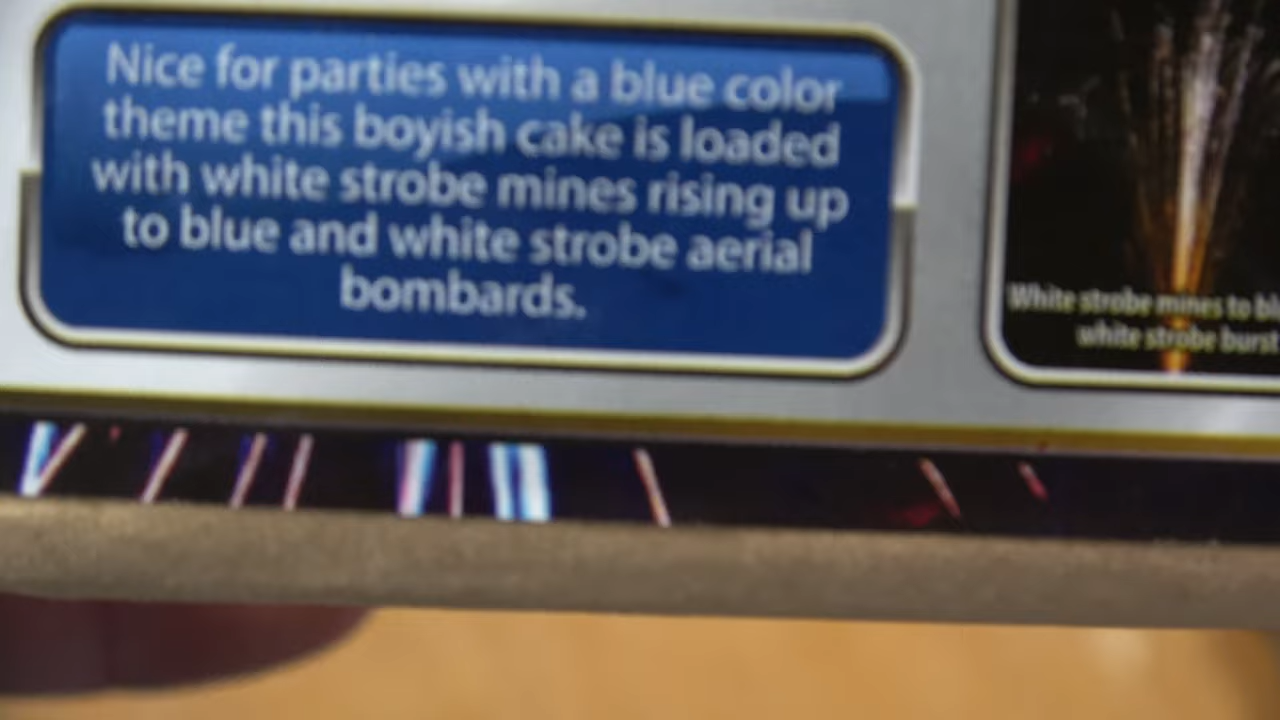 Nice for parties with a blue color
theme this boyish cake is loaded
with white strobe mines rising up
to blue and white strobe aerial
bombards.
White strobe mines to
white strobe burst